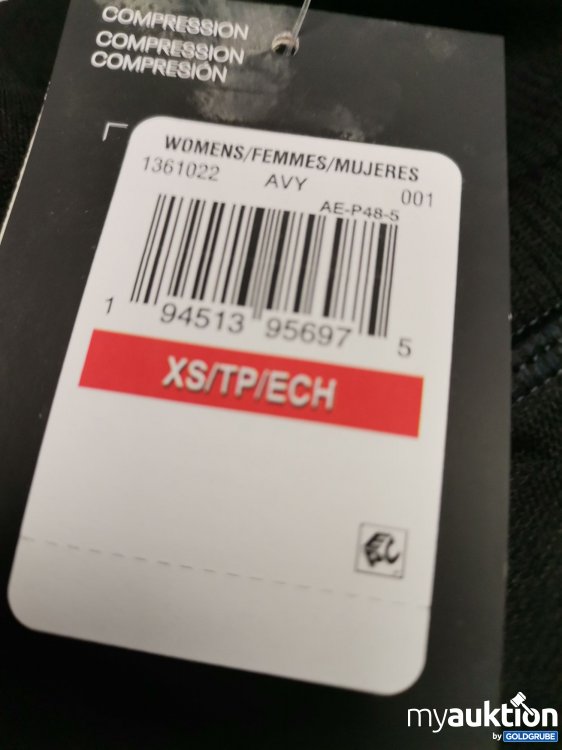 COMPRESSION
COMPRESSION
COMPRESIÓN
WOMENS/FEMMES/MUJERES
1361022 AVY 001
AE-P48-5
1 94513 95697 5
XS/TP/ECH
myauktion
by GOLDGRUBE